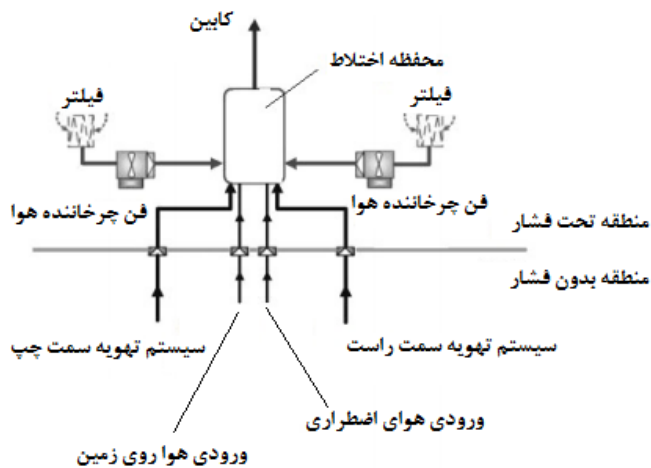 کابین
محفظه اختلاط
فیلتر
فیلتر
فن چرخاننده هوا
فن چرخاننده هوا
منطقه تحت فشار
منطقه بدون فشار
سیستم تهویه سمت راست
سیستم تهویه سمت چپ
ورودی هوای اضطراری
ورودی هوا روی زمین